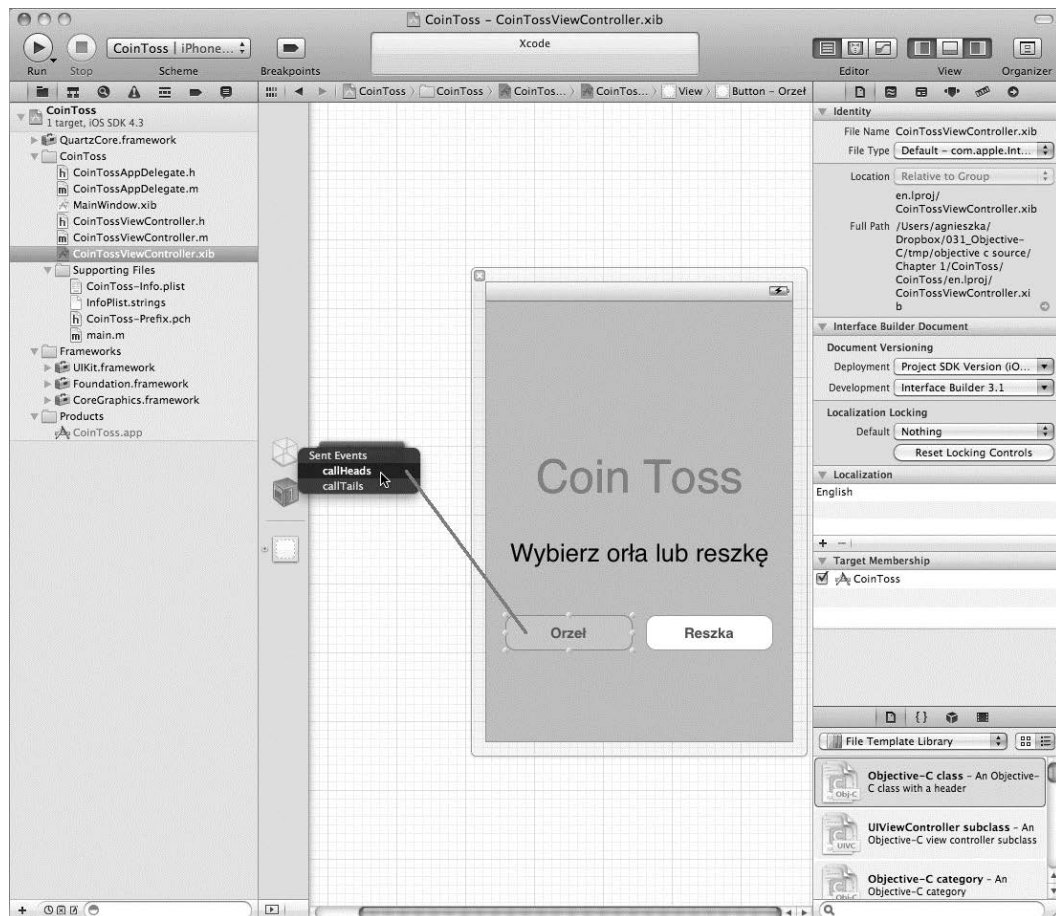 CoinToss - CoinTossViewController.xib
CoinToss | iPhone...
Xcode
Run
Stop
Scheme
Breakpoints
Editor
View
Organizer
CoinToss
1 target, iOS SDK 4.3
QuartzCore.framework
CoinToss
CoinTossAppDelegate.h
CoinTossAppDelegate.m
MainWindow.xib
CoinTossViewController.h
CoinTossViewController.m
CoinTossViewController.xib
Supporting Files
CoinToss-Info.plist
InfoPlist.strings
CoinToss-Prefix.pch
main.m
Frameworks
UIKit.framework
Foundation.framework
CoreGraphics.framework
Products
CoinToss.app
CoinToss
CoinToss
CoinTos...
CoinTos...
View
Button - Orzeł
Sent Events
callHeads
callTails
Coin Toss
Wybierz orła lub reszkę
Orzeł
Reszka
Identity
File Name CoinTossViewController.xib
File Type Default - com.apple.Int...
Location Relative to Group
en.lproj/
CoinTossViewController.xib
Full Path /Users/agnieszka/
Dropbox/031_Objective-
C/tmp/objective c source/
Chapter 1/CoinToss/
CoinToss/en.lproj/
CoinTossViewController.xi
b
Interface Builder Document
Document Versioning
Deployment Project SDK Version (iO...
Development Interface Builder 3.1
Localization Locking
Default Nothing
Reset Locking Controls
Localization
English
Target Membership
CoinToss
File Template Library
Obj-C
Objective-C class - An Objective-
C class with a header
UIVC
UIViewController subclass - An
Objective-C view controller subclass
Obj-C
Objective-C category - An
Objective-C category